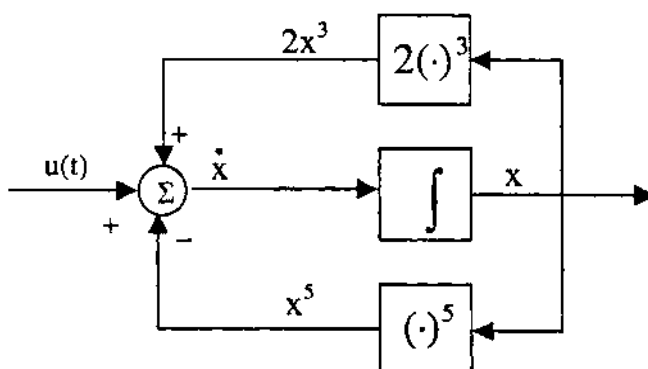 2x³
2(·)³
+
u(t)
Σ
ẋ
∫
x
+
−
x⁵
(·)⁵